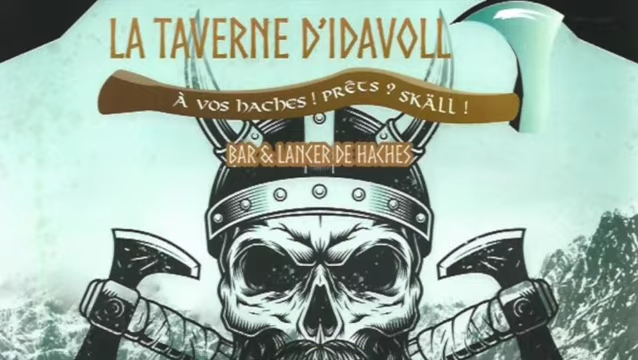 LA TAVERNE D'IDAVOLL
À VOS HACHES ! PRÊTS ? SKÄLL !
BAR & LANCER DE HACHES